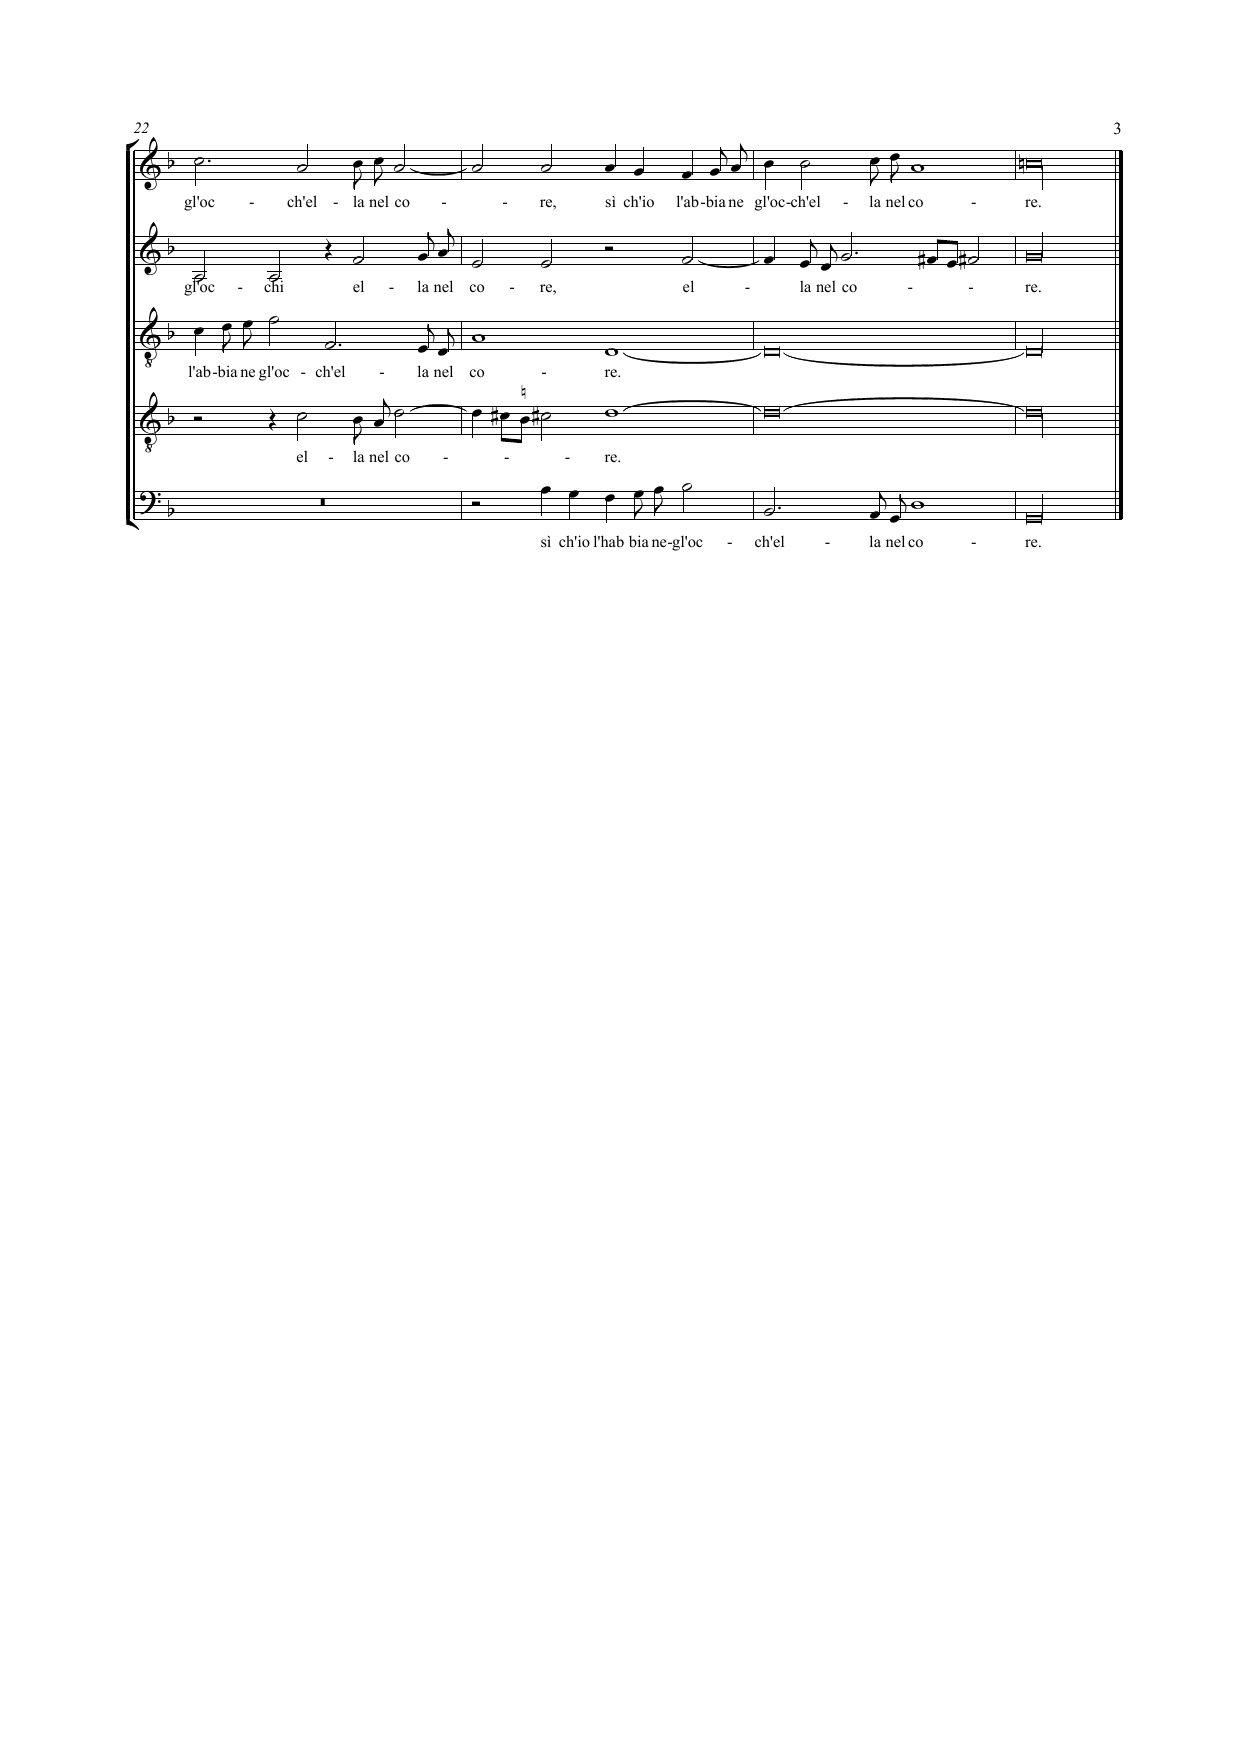 22 3
gl'oc - ch'el - la nel co - - re, sì ch'io l'ab-bia ne gl'oc-ch'el - la nel co - re.
gl'oc - chi el - la nel co - re, el - la nel co - - re.
l'ab-bia ne gl'oc - ch'el - la nel co - re.
el - la nel co - - - re.
sì ch'io l'hab bia ne-gl'oc - ch'el - la nel co - re.